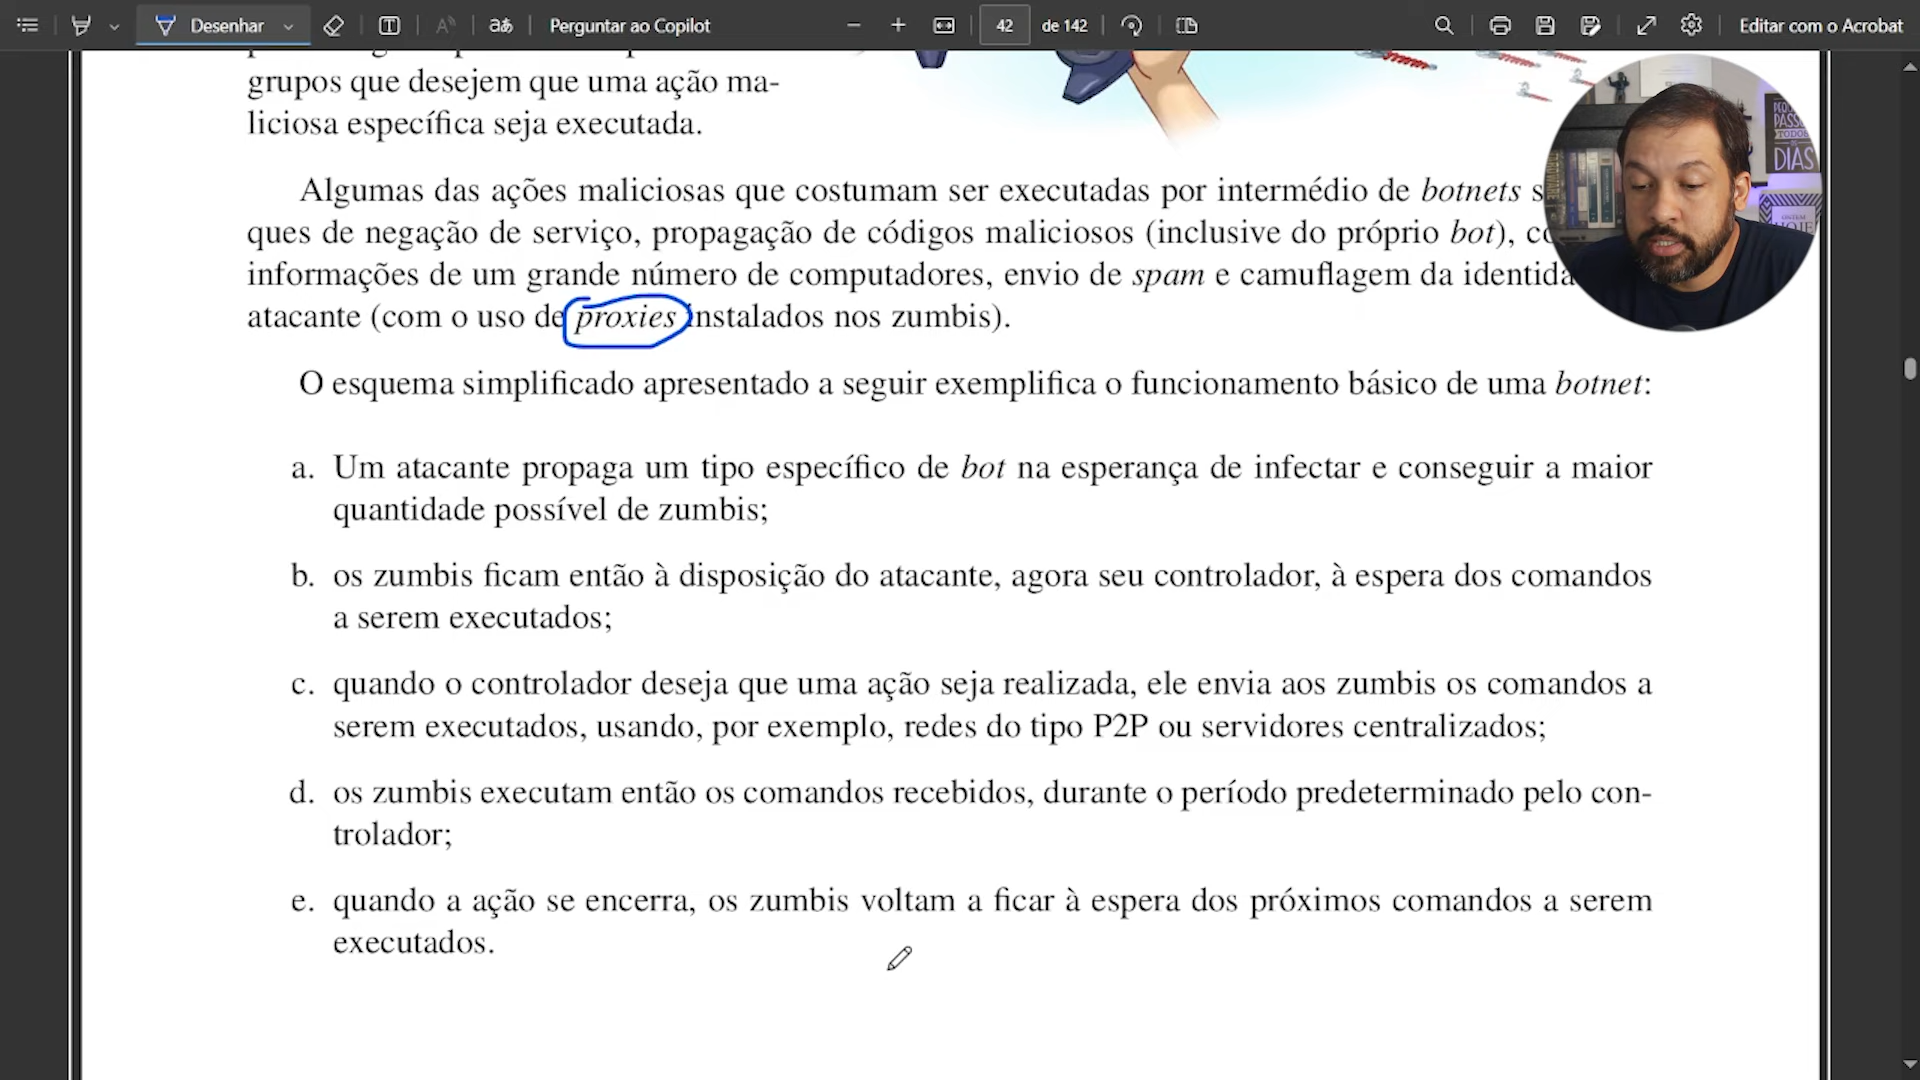 Desenhar
aあ
Perguntar ao Copilot
42
de 142
Editar com o Acrobat
grupos que desejem que uma ação ma-
liciosa específica seja executada.
Algumas das ações maliciosas que costumam ser executadas por intermédio de botnets s
ques de negação de serviço, propagação de códigos maliciosos (inclusive do próprio bot), co
informações de um grande número de computadores, envio de spam e camuflagem da identida
atacante (com o uso de proxies instalados nos zumbis).
O esquema simplificado apresentado a seguir exemplifica o funcionamento básico de uma botnet:
a. Um atacante propaga um tipo específico de bot na esperança de infectar e conseguir a maior
quantidade possível de zumbis;
b. os zumbis ficam então à disposição do atacante, agora seu controlador, à espera dos comandos
a serem executados;
c. quando o controlador deseja que uma ação seja realizada, ele envia aos zumbis os comandos a
serem executados, usando, por exemplo, redes do tipo P2P ou servidores centralizados;
d. os zumbis executam então os comandos recebidos, durante o período predeterminado pelo con-
trolador;
e. quando a ação se encerra, os zumbis voltam a ficar à espera dos próximos comandos a serem
executados.
TODOS
DIAS